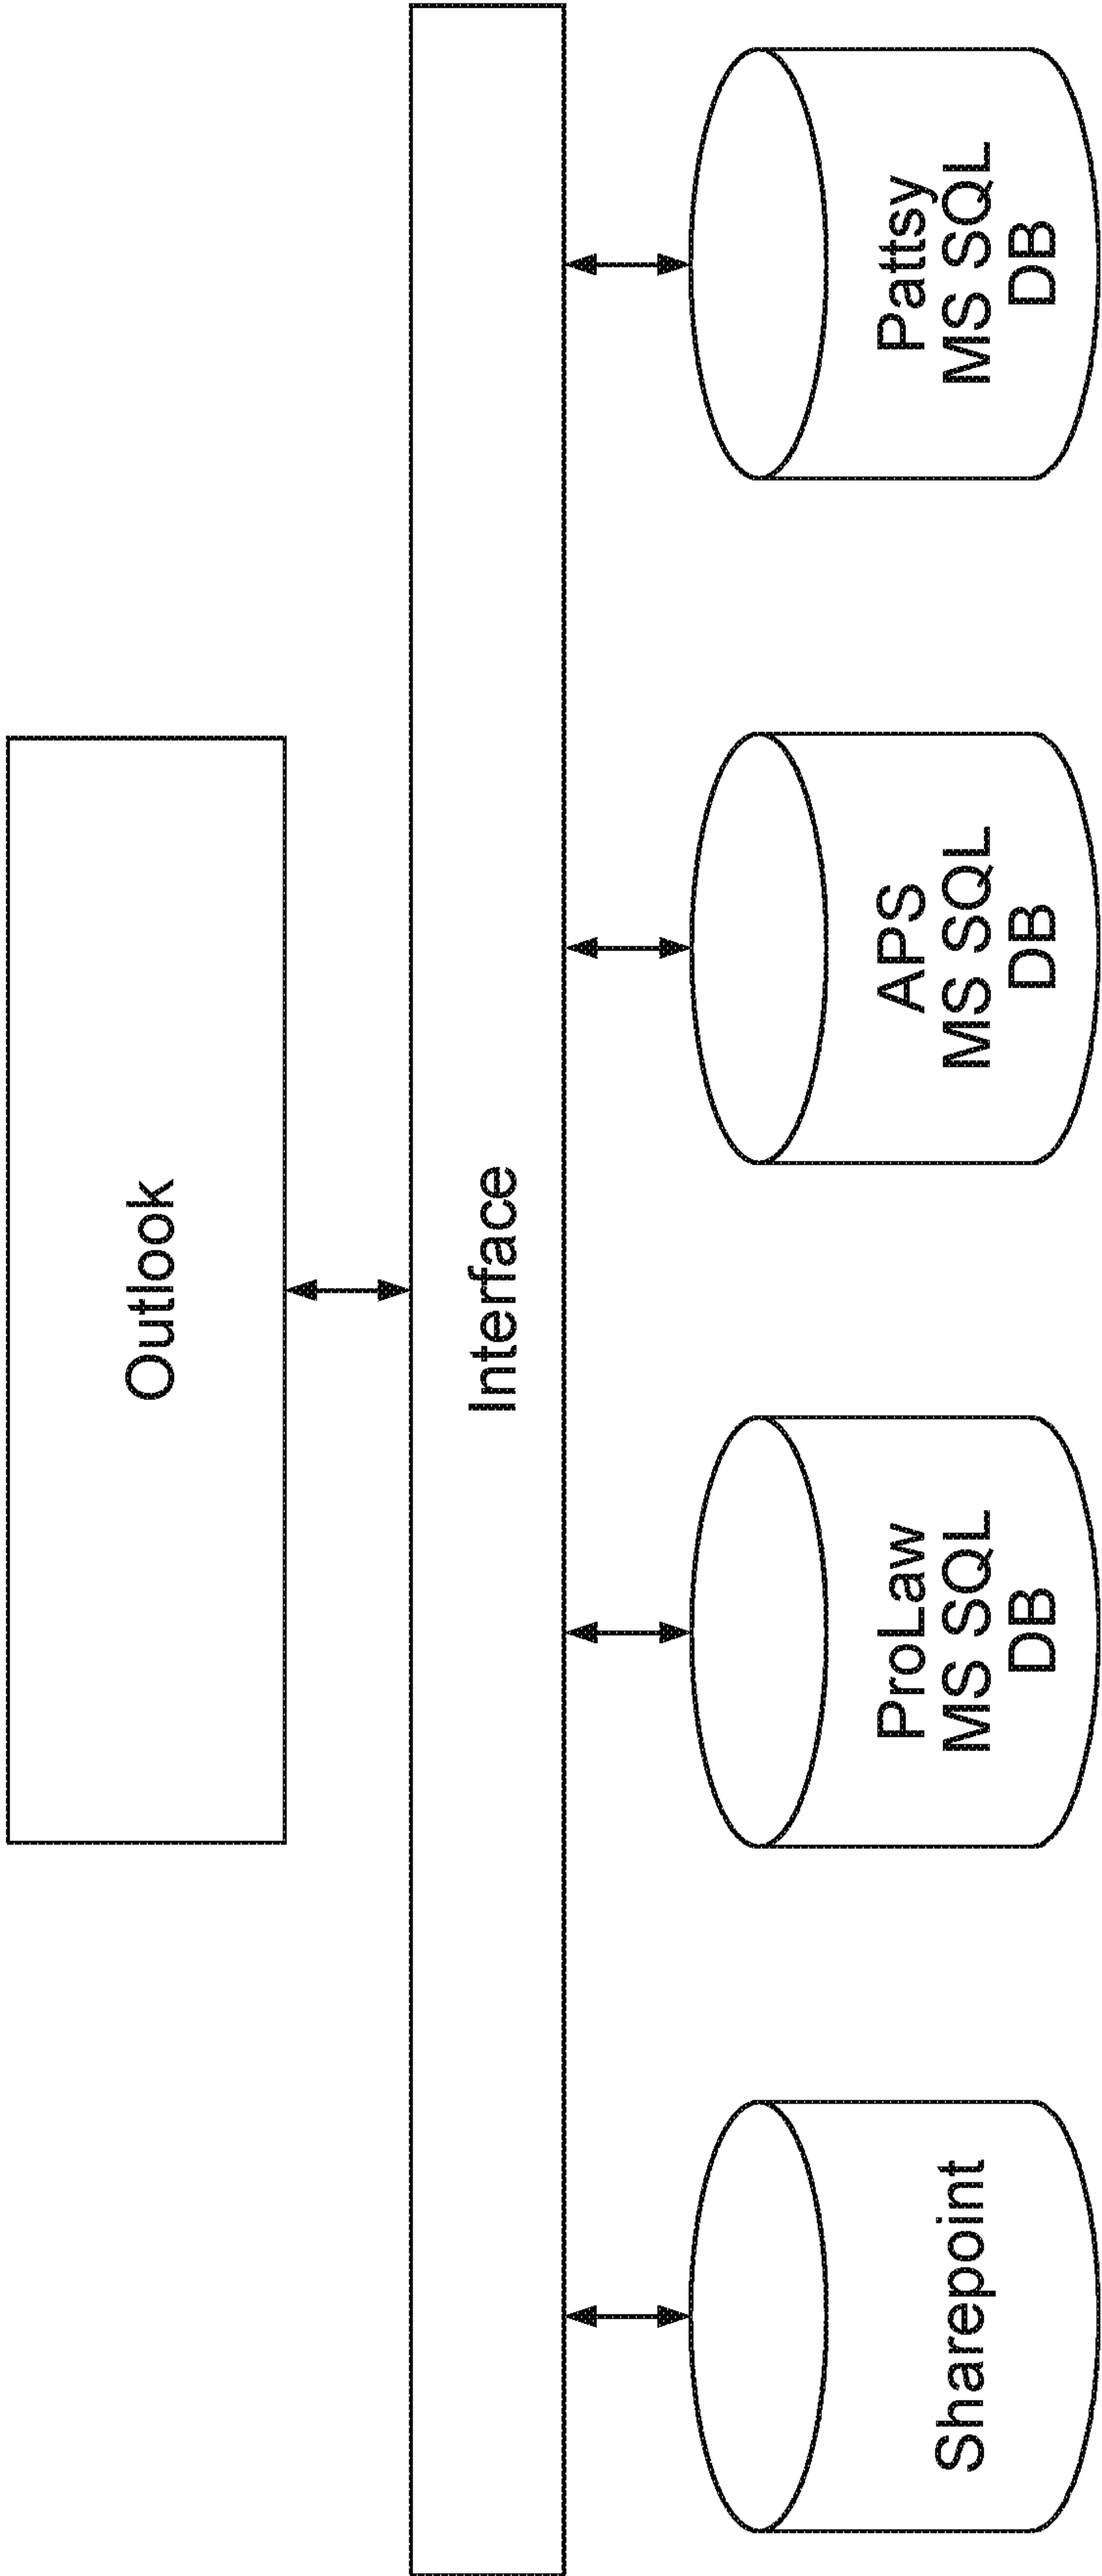 Outlook
Interface
Sharepoint
ProLaw
MS SQL
DB
APS
MS SQL
DB
Pattsy
MS SQL
DB